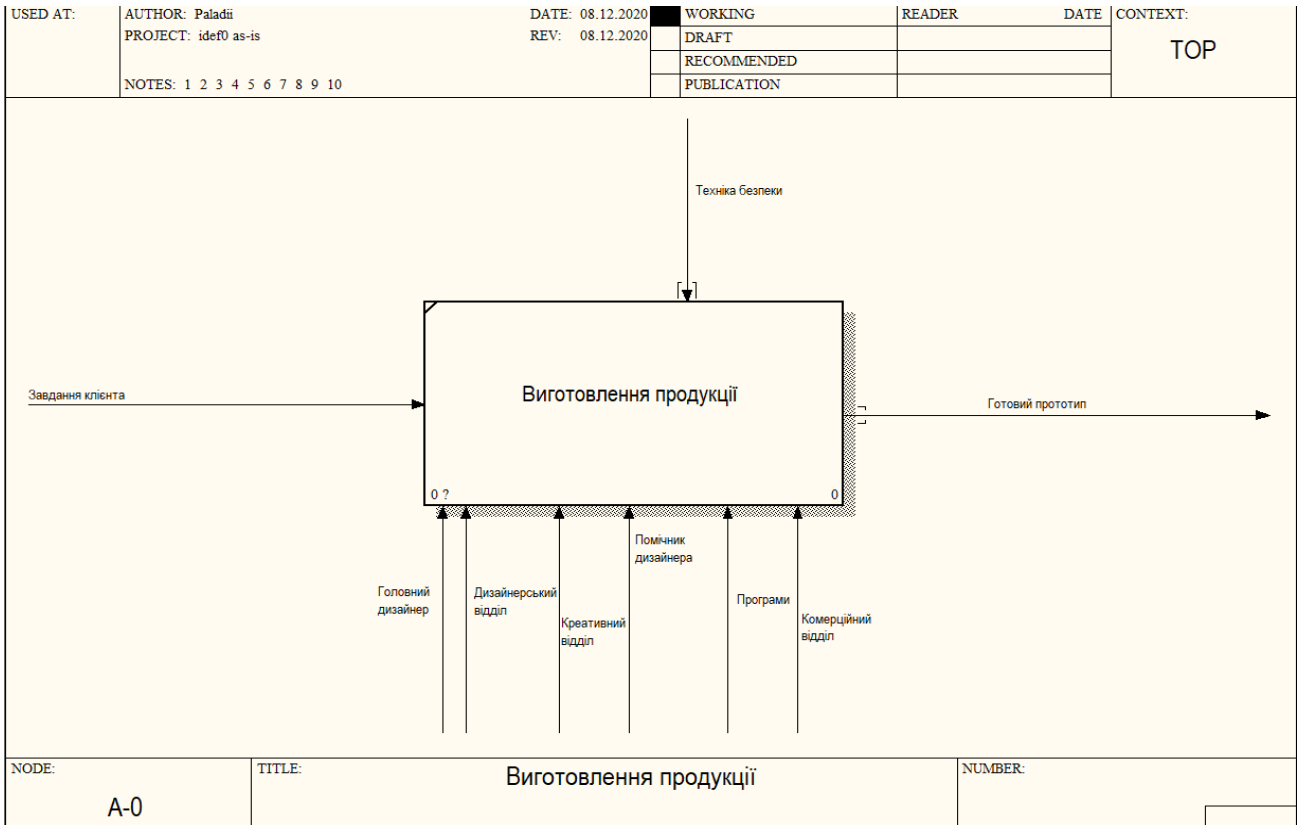 USED AT:
AUTHOR: Paladii
DATE: 08.12.2020
WORKING
READER
DATE
CONTEXT:
PROJECT: idef0 as-is
REV: 08.12.2020
DRAFT
TOP
RECOMMENDED
NOTES: 1 2 3 4 5 6 7 8 9 10
PUBLICATION
Техніка безпеки
Завдання клієнта
Виготовлення продукції
Готовий прототип
0 ?
0
Помічник
дизайнера
Головний
дизайнер
Дизайнерський
відділ
Креативний
відділ
Програми
Комерційний
відділ
NODE:
TITLE:
Виготовлення продукції
NUMBER:
A-0